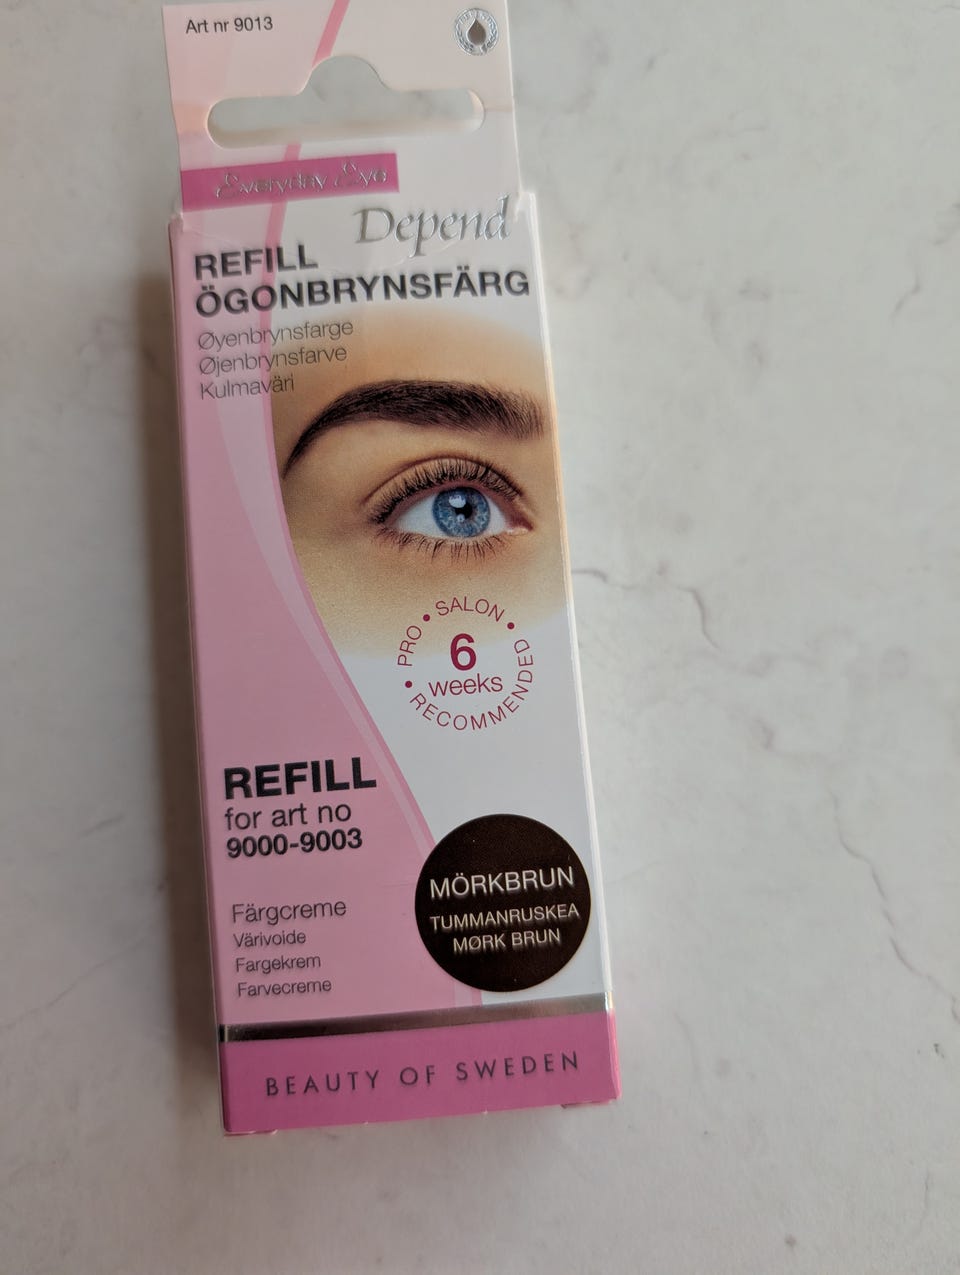 Art nr 9013
Everyday Eye
Depend
REFILL
ÖGONBRYNSFÄRG
Øyenbrynsfarge
Øjenbrynsfarve
Kulmaväri
PRO • SALON • RECOMMENDED •
6
weeks
REFILL
for art no
9000-9003
MÖRKBRUN
TUMMANRUSKEA
MØRK BRUN
Färgcreme
Värivoide
Fargekrem
Farvecreme
BEAUTY OF SWEDEN